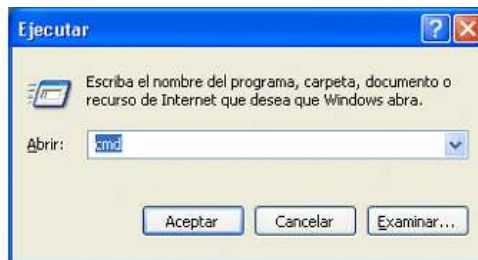 Ejecutar
Escriba el nombre del programa, carpeta, documento o
recurso de Internet que desea que Windows abra.
Abrir: cmd
Aceptar Cancelar Examinar...